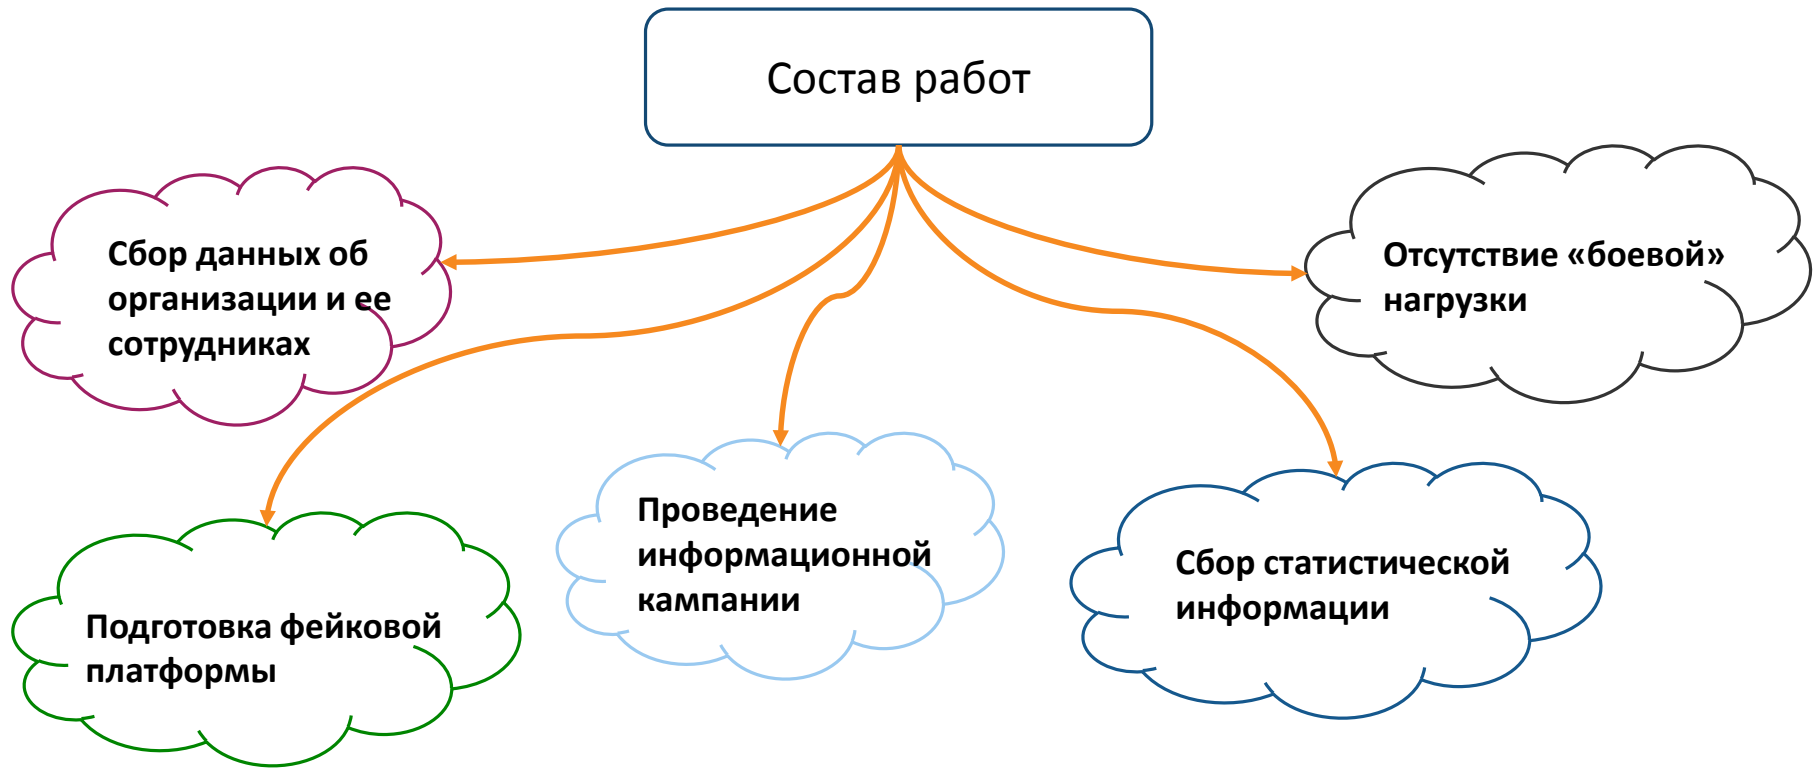 Состав работ
Сбор данных об
организации и ее
сотрудниках
Отсутствие «боевой»
нагрузки
Подготовка фейковой
платформы
Проведение
информационной
кампании
Сбор статистической
информации